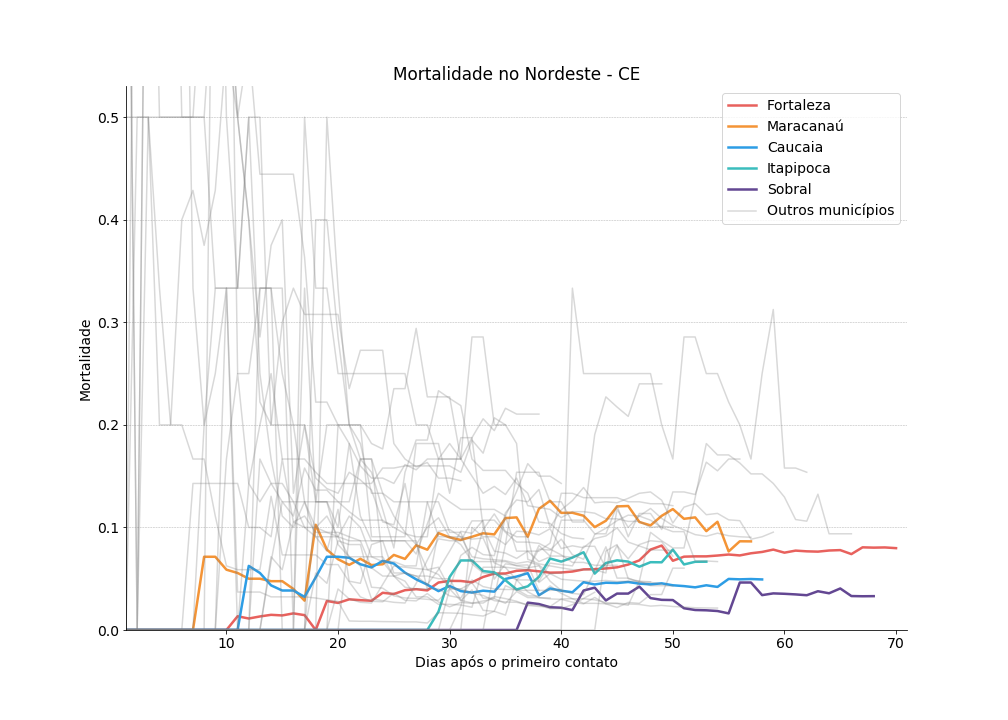 Mortalidade no Nordeste - CE
Fortaleza
Maracanaú
Caucaia
Itapipoca
Sobral
Outros municípios
Mortalidade
0.5
0.4
0.3
0.2
0.1
0.0
10 20 30 40 50 60 70
Dias após o primeiro contato